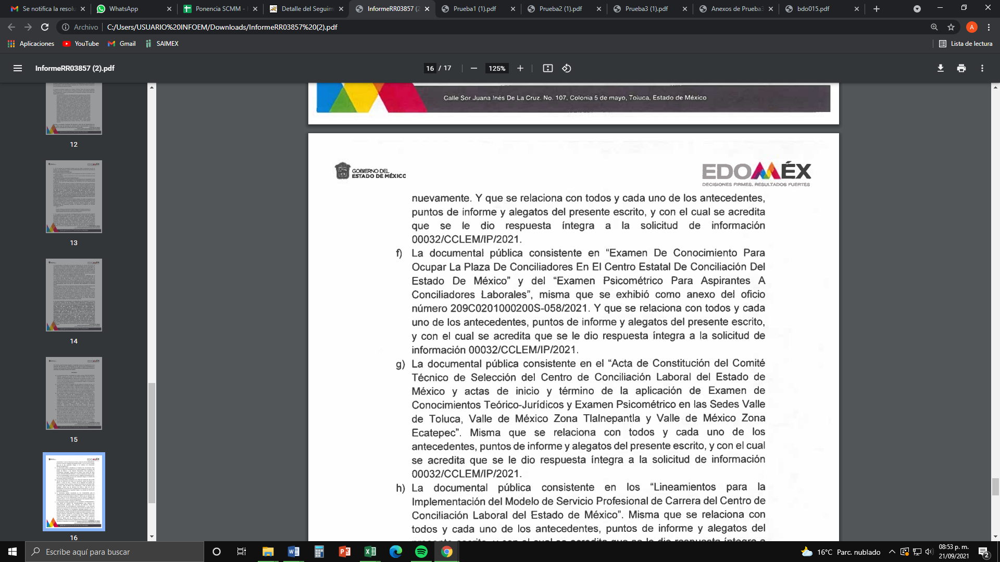 Se notifica la resolu
WhatsApp
Ponencia SCMM -
Detalle del Seguim
InformeRR03857 (2
Prueba1 (1).pdf
Prueba2 (1).pdf
Prueba3 (1).pdf
Anexos de Prueba3
bdo015.pdf
Archivo
C:/Users/USUARIO%20INFOEM/Downloads/InformeRR03857%20(2).pdf
A
Aplicaciones
YouTube
Gmail
SAIMEX
Lista de lectura
InformeRR03857 (2).pdf
16 / 17
125%
12
13
14
15
16
Calle Sor Juana Inés De La Cruz. No. 107, Colonia 5 de mayo, Toluca, Estado de México
GOBIERNO DEL
ESTADO DE MÉXICO
EDOMÉX
DECISIONES FIRMES, RESULTADOS FUERTES
nuevamente. Y que se relaciona con todos y cada uno de los antecedentes,
puntos de informe y alegatos del presente escrito, y con el cual se acredita
que se le dio respuesta íntegra a la solicitud de información
00032/CCLEM/IP/2021.
f) La documental pública consistente en “Examen De Conocimiento Para
Ocupar La Plaza De Conciliadores En El Centro Estatal De Conciliación Del
Estado De México” y del “Examen Psicométrico Para Aspirantes A
Conciliadores Laborales”, misma que se exhibió como anexo del oficio
número 209C0201000200S-058/2021. Y que se relaciona con todos y cada
uno de los antecedentes, puntos de informe y alegatos del presente escrito,
y con el cual se acredita que se le dio respuesta íntegra a la solicitud de
información 00032/CCLEM/IP/2021.
g) La documental pública consistente en el “Acta de Constitución del Comité
Técnico de Selección del Centro de Conciliación Laboral del Estado de
México y actas de inicio y término de la aplicación de Examen de
Conocimientos Teórico-Jurídicos y Examen Psicométrico en las Sedes Valle
de Toluca, Valle de México Zona Tlalnepantla y Valle de México Zona
Ecatepec”. Misma que se relaciona con todos y cada uno de los
antecedentes, puntos de informe y alegatos del presente escrito, y con el cual
se acredita que se le dio respuesta íntegra a la solicitud de información
00032/CCLEM/IP/2021.
h) La documental pública consistente en los “Lineamientos para la
Implementación del Modelo de Servicio Profesional de Carrera del Centro de
Conciliación Laboral del Estado de México”. Misma que se relaciona con
todos y cada uno de los antecedentes, puntos de informe y alegatos del
presente escrito, y con el cual se acredita que se le dio respuesta íntegra a
Escribe aquí para buscar
16°C Parc. nublado
08:53 p. m.
21/09/2021
2